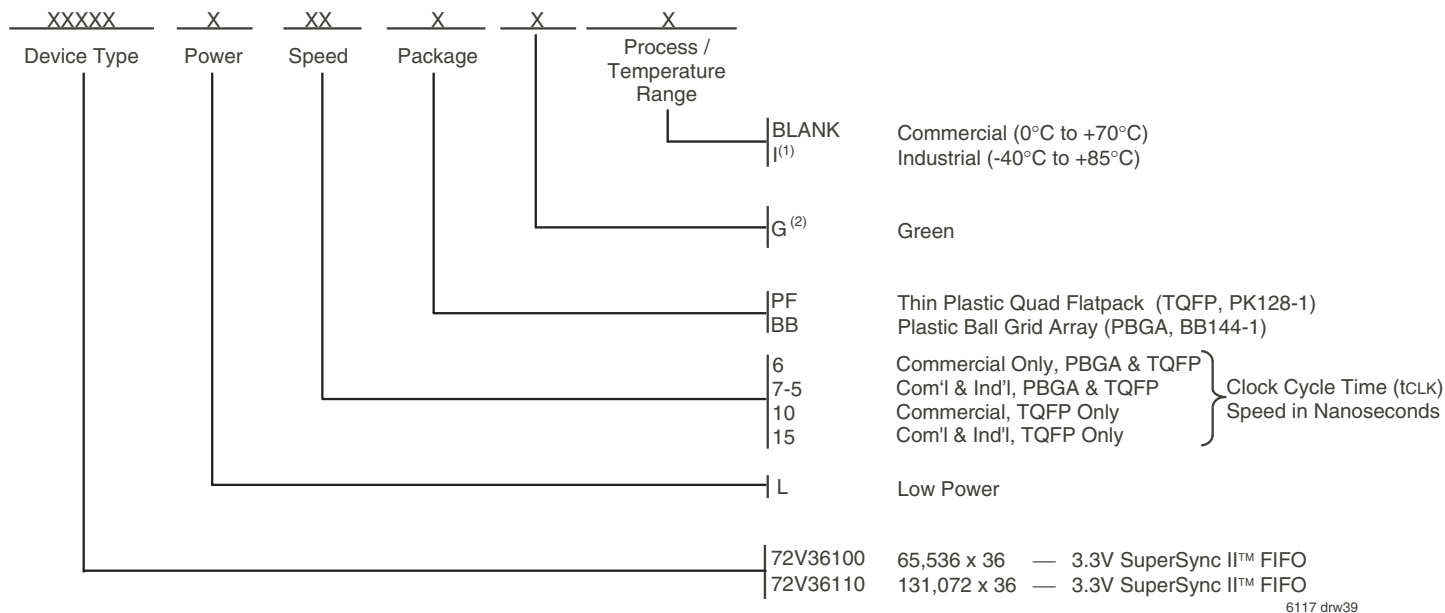 XXXXX X XX X X X
Device Type Power Speed Package Process /
Temperature
Range
BLANK Commercial (0°C to +70°C)
I(1) Industrial (-40°C to +85°C)
G (2) Green
PF Thin Plastic Quad Flatpack (TQFP, PK128-1)
BB Plastic Ball Grid Array (PBGA, BB144-1)
6 Commercial Only, PBGA & TQFP
7-5 Com‘l & Ind’l, PBGA & TQFP
10 Commercial, TQFP Only
15 Com'l & Ind'l, TQFP Only
Clock Cycle Time (tCLK)
Speed in Nanoseconds
L Low Power
72V36100 65,536 x 36 — 3.3V SuperSync II™ FIFO
72V36110 131,072 x 36 — 3.3V SuperSync II™ FIFO
6117 drw39